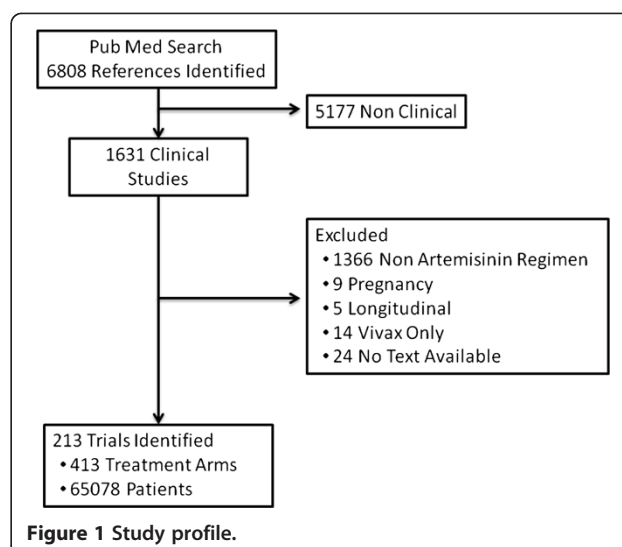 Pub Med Search
6808 References Identified
5177 Non Clinical
1631 Clinical
Studies
Excluded
• 1366 Non Artemisinin Regimen
• 9 Pregnancy
• 5 Longitudinal
• 14 Vivax Only
• 24 No Text Available
213 Trials Identified
• 413 Treatment Arms
• 65078 Patients
Figure 1 Study profile.